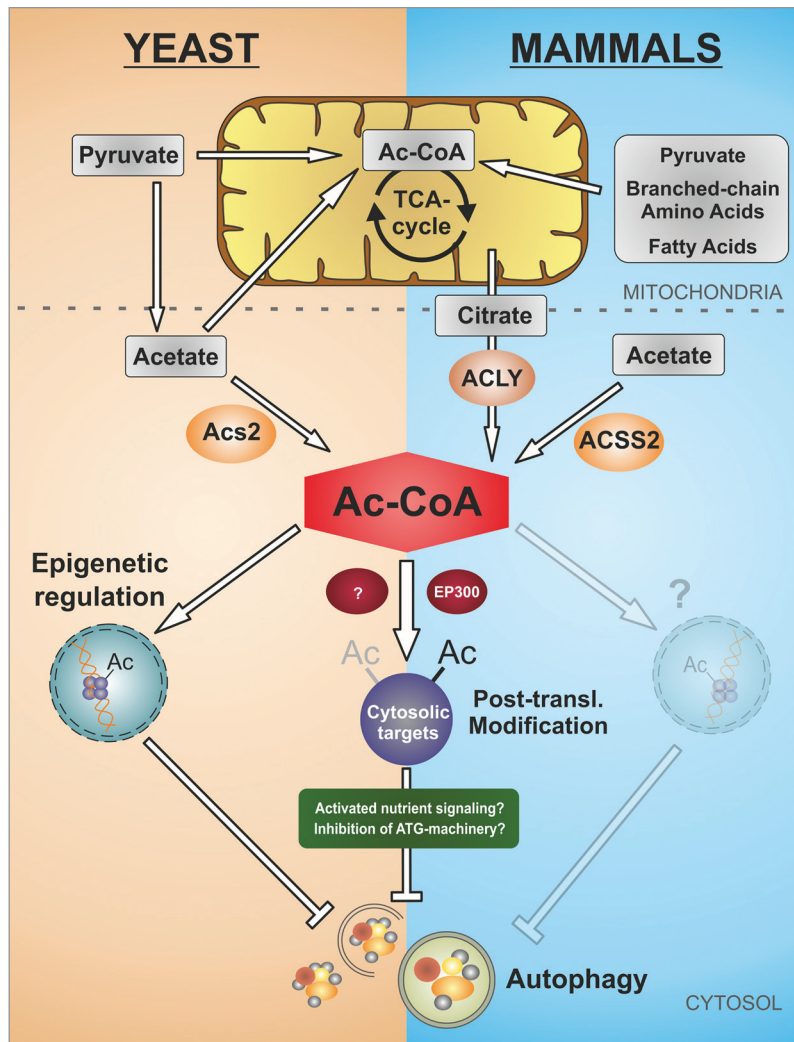 YEAST
MAMMALS
Pyruvate
Ac-CoA
TCA-
cycle
Pyruvate
Branched-chain
Amino Acids
Fatty Acids
MITOCHONDRIA
Citrate
Acetate
ACLY
Acetate
Acs2
ACSS2
Ac-CoA
Epigenetic
regulation
?
EP300
?
Ac
Ac
Ac
Ac
Cytosolic
targets
Post-transl.
Modification
Activated nutrient signaling?
Inhibition of ATG-machinery?
Autophagy
CYTOSOL